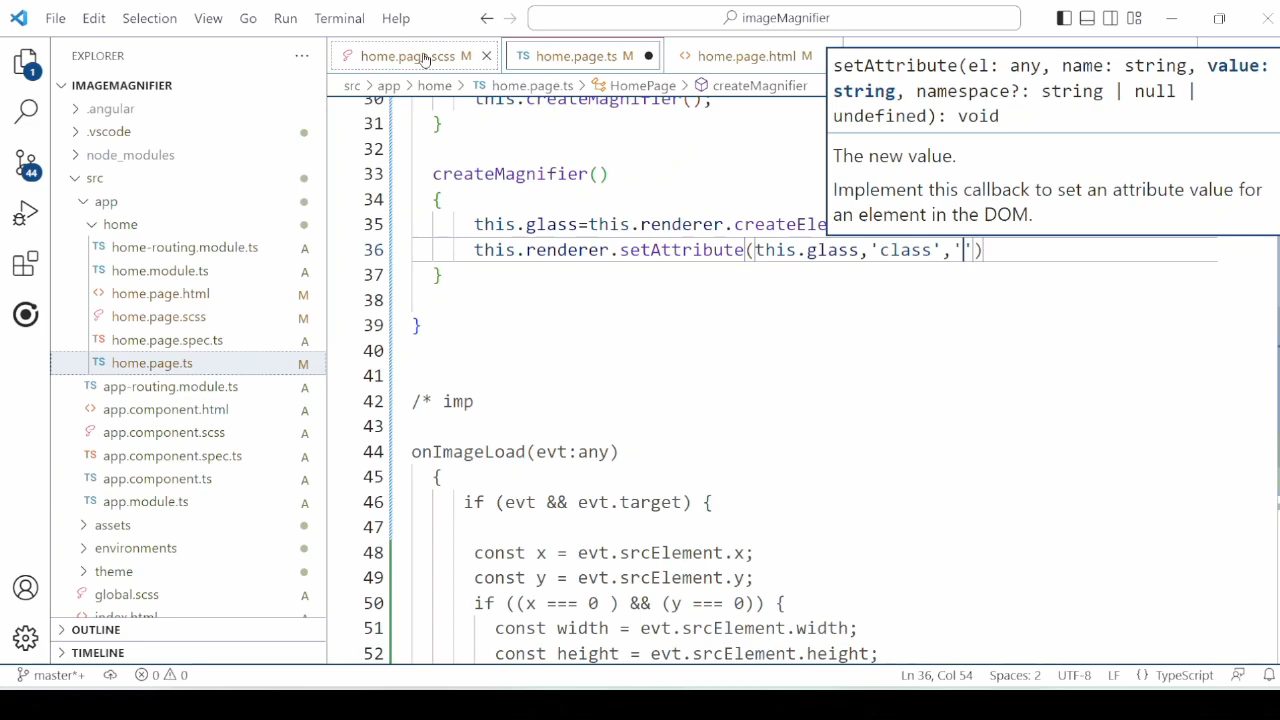 File Edit Selection View Go Run Terminal Help
imageMagnifier
EXPLORER
home.page.scss M
TS home.page.ts M
home.page.html M
IMAGEMAGNIFIER
src app home TS home.page.ts HomePage createMagnifier
.angular
.vscode
node_modules
src
app
home
TS home-routing.module.ts A
TS home.module.ts A
home.page.html M
home.page.scss M
TS home.page.spec.ts A
TS home.page.ts M
TS app-routing.module.ts A
app.component.html A
app.component.scss A
TS app.component.spec.ts A
TS app.component.ts A
TS app.module.ts A
assets
environments
theme
global.scss A
index.html A
OUTLINE
TIMELINE
1
44
30 this.createMagnifier();
31 }
32
33 createMagnifier()
34 {
35 this.glass=this.renderer.createEle
36 this.renderer.setAttribute(this.glass,'class','')
37 }
38
39 }
40
41
42 /* imp
43
44 onImageLoad(evt:any)
45 {
46 if (evt && evt.target) {
47
48 const x = evt.srcElement.x;
49 const y = evt.srcElement.y;
50 if ((x === 0 ) && (y === 0)) {
51 const width = evt.srcElement.width;
52 const height = evt.srcElement.height;
setAttribute(el: any, name: string, value:
string, namespace?: string | null |
undefined): void
The new value.
Implement this callback to set an attribute value for
an element in the DOM.
master*+ 0 0 Ln 36, Col 54 Spaces: 2 UTF-8 LF {} TypeScript